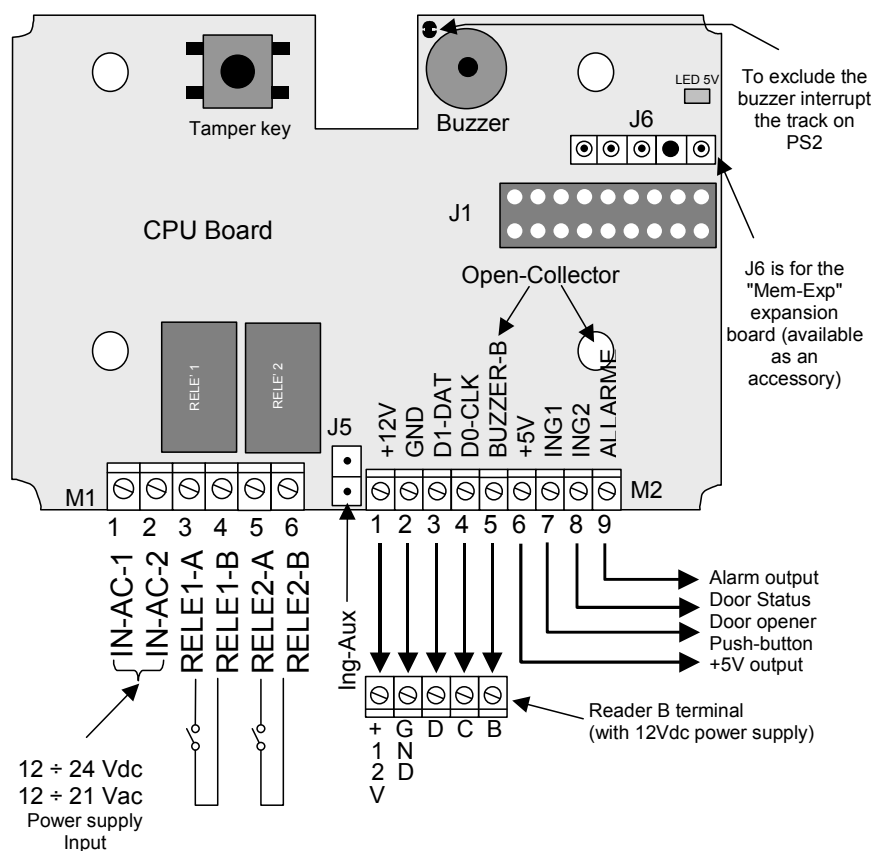 LED 5V
To exclude the
buzzer interrupt
the track on
PS2
Tamper key
Buzzer
J6
J1
CPU Board
Open-Collector
J6 is for the
"Mem-Exp"
expansion
board (available
as an
accessory)
RELE' 1
RELE' 2
J5
+12V
GND
D1-DAT
D0-CLK
BUZZER-B
+5V
ING1
ING2
ALLARME
M1
M2
1 2 3 4 5 6
1 2 3 4 5 6 7 8 9
IN-AC-1
IN-AC-2
RELE1-A
RELE1-B
RELE2-A
RELE2-B
Ing-Aux
Alarm output
Door Status
Door opener
Push-button
+5V output
+12V
GND
D
C
B
Reader B terminal
(with 12Vdc power supply)
12 ÷ 24 Vdc
12 ÷ 21 Vac
Power supply
Input